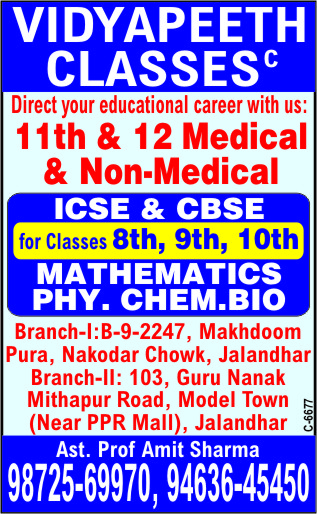 VIDYAPEETH
CLASSES C
Direct your educational career with us:
11th & 12 Medical
& Non-Medical
ICSE & CBSE
for Classes 8th, 9th, 10th
MATHEMATICS
PHY. CHEM.BIO
Branch-I:B-9-2247, Makhdoom
Pura, Nakodar Chowk, Jalandhar
Branch-II: 103, Guru Nanak
Mithapur Road, Model Town
(Near PPR Mall), Jalandhar
C-6677
Ast. Prof Amit Sharma
98725-69970, 94636-45450